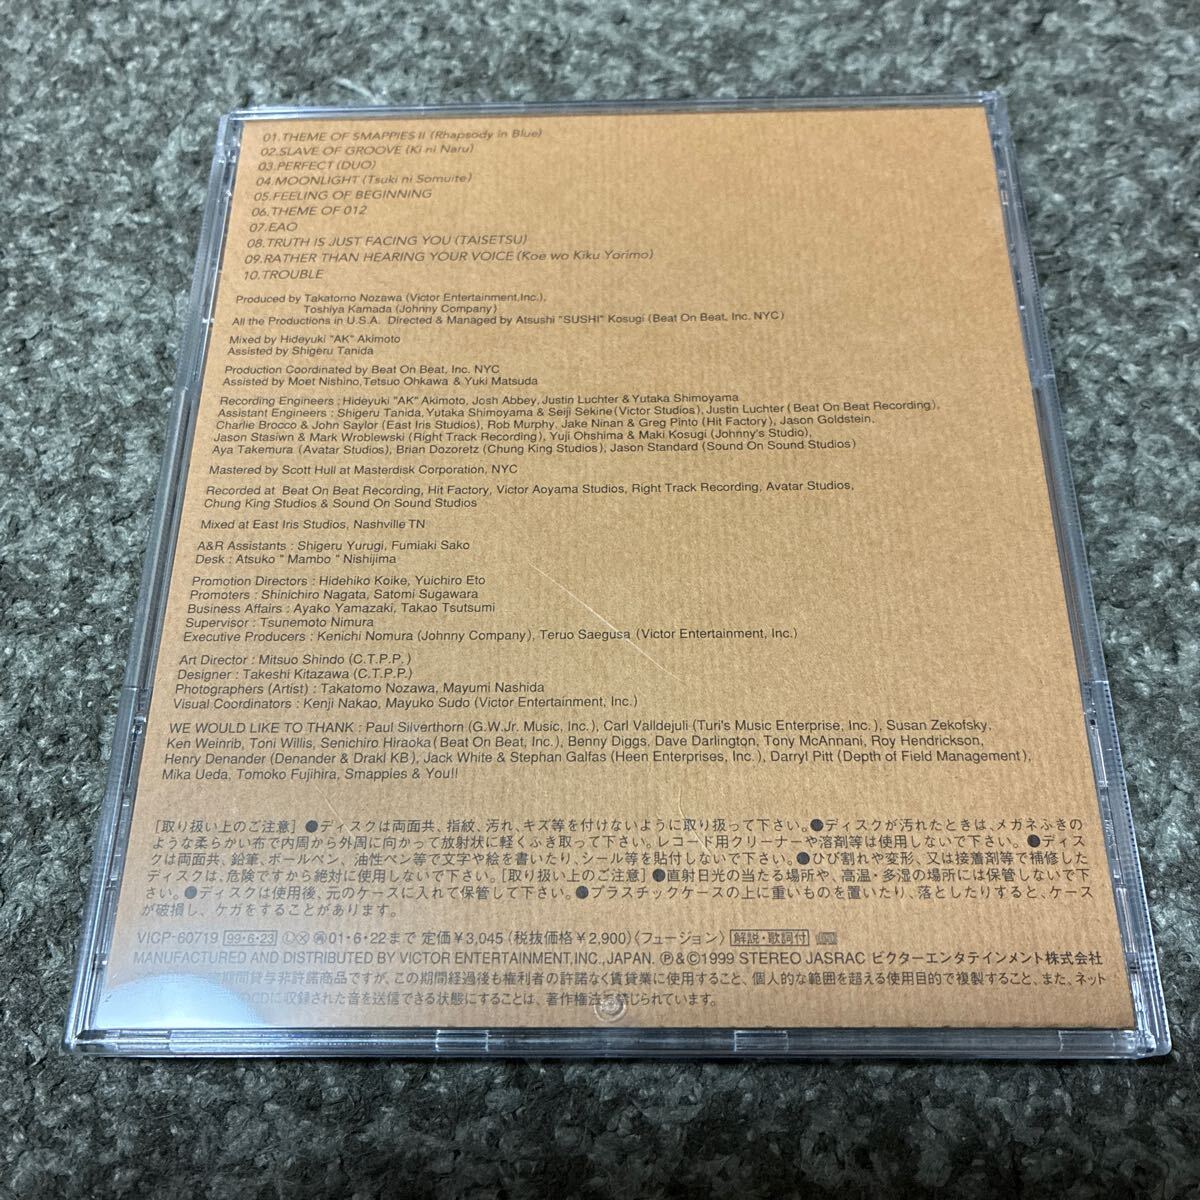 01.THEME OF SMAPPIES II (Rhapsody in Blue)
02.SLAVE OF GROOVE (Ki ni Naru)
03.PERFECT (DUO)
04.MOONLIGHT (Tsuki ni Somuite)
05.FEELING OF BEGINNING
06.THEME OF 012
07.EAO
08.TRUTH IS JUST FACING YOU (TAISETSU)
09.RATHER THAN HEARING YOUR VOICE (Koe wo Kiku Yorimo)
10.TROUBLE
Produced by Takatomo Nozawa (Victor Entertainment,Inc.),
Toshiya Kamada (Johnny Company)
All the Productions in U.S.A. Directed & Managed by Atsushi "SUSHI" Kosugi (Beat On Beat, Inc. NYC)
Mixed by Hideyuki "AK" Akimoto
Assisted by Shigeru Tanida
Production Coordinated by Beat On Beat, Inc. NYC
Assisted by Moet Nishino,Tetsuo Ohkawa & Yuki Matsuda
Recording Engineers : Hideyuki "AK" Akimoto, Josh Abbey, Justin Luchter & Yutaka Shimoyama
Assistant Engineers : Shigeru Tanida,Yutaka Shimoyama & Seiji Sekine(Victor Studios), Justin Luchter (Beat On Beat Recording),
Charlie Brocco & John Saylor (East Iris Studios), Rob Murphy, Jake Ninan & Greg Pinto (Hit Factory), Jason Goldstein,
Jason Stasiwn & Mark Wroblewski (Right Track Recording), Yuji Ohshima & Maki Kosugi (Johnny's Studio),
Aya Takemura (Avatar Studios), Brian Dozoretz (Chung King Studios), Jason Standard (Sound On Sound Studios)
Mastered by Scott Hull at Masterdisk Corporation, NYC
Recorded at Beat On Beat Recording, Hit Factory, Victor Aoyama Studios, Right Track Recording, Avatar Studios,
Chung King Studios & Sound On Sound Studios
Mixed at East Iris Studios, Nashville TN
A&R Assistants : Shigeru Yurugi, Fumiaki Sako
Desk : Atsuko " Mambo " Nishijima
Promotion Directors : Hidehiko Koike, Yuichiro Eto
Promoters : Shinichiro Nagata, Satomi Sugawara
Business Affairs : Ayako Yamazaki, Takao Tsutsumi
Supervisor : Tsunemoto Nimura
Executive Producers : Kenichi Nomura (Johnny Company), Teruo Saegusa (Victor Entertainment, Inc.)
Art Director : Mitsuo Shindo (C.T.P.P.)
Designer : Takeshi Kitazawa (C.T.P.P.)
Photographers (Artist) : Takatomo Nozawa, Mayumi Nashida
Visual Coordinators : Kenji Nakao, Mayuko Sudo (Victor Entertainment, Inc.)
WE WOULD LIKE TO THANK : Paul Silverthorn (G.W.Jr. Music, Inc.), Carl Valldejuli (Turi's Music Enterprise, Inc.), Susan Zekofsky,
Ken Weinrib, Toni Willis, Senichiro Hiraoka (Beat On Beat, Inc.), Benny Diggs, Dave Darlington, Tony McAnnani, Roy Hendrickson,
Henry Denander (Denander & Drakl KB), Jack White & Stephan Galfas (Heen Enterprises, Inc.), Darryl Pitt (Depth of Field Management),
Mika Ueda, Tomoko Fujihira, Smappies & You!!
[取り扱い上のご注意] ●ディスクは両面共、指紋、汚れ、キズ等を付けないように取り扱って下さい。●ディスクが汚れたときは、メガネふきの
ような柔らかい布で内周から外周に向かって放射状に軽くふき取って下さい。レコード用クリーナーや溶剤等は使用しないで下さい。●ディス
クは両面共、鉛筆、ボールペン、油性ペン等で文字や絵を書いたり、シール等を貼付しないで下さい。●ひび割れや変形、又は接着剤等で補修した
ディスクは、危険ですから絶対に使用しないで下さい。[取り扱い上のご注意] ●直射日光の当たる場所や、高温・多湿の場所には保管しないで下
さい。●ディスクは使用後、元のケースに入れて保管して下さい。●プラスチックケースの上に重いものを置いたり、落としたりすると、ケース
が破損し、ケガをすることがあります。
VICP-60719 99・6・23 Ⓛ Ⓧ 再 01・6・22まで 定価￥3,045 (税抜価格￥2,900)〈フュージョン〉 解説・歌詞付
MANUFACTURED AND DISTRIBUTED BY VICTOR ENTERTAINMENT,INC.,JAPAN. Ⓟ&©1999 STEREO JASRAC ビクターエンタテインメント株式会社
期間貸与非許諾商品ですが、この期間経過後も権利者の許諾なく賃貸業に使用すること、個人的な範囲を超える使用目的で複製すること、また、ネット
CDに収録された音を送信できる状態にすることは、著作権法で禁じられています。